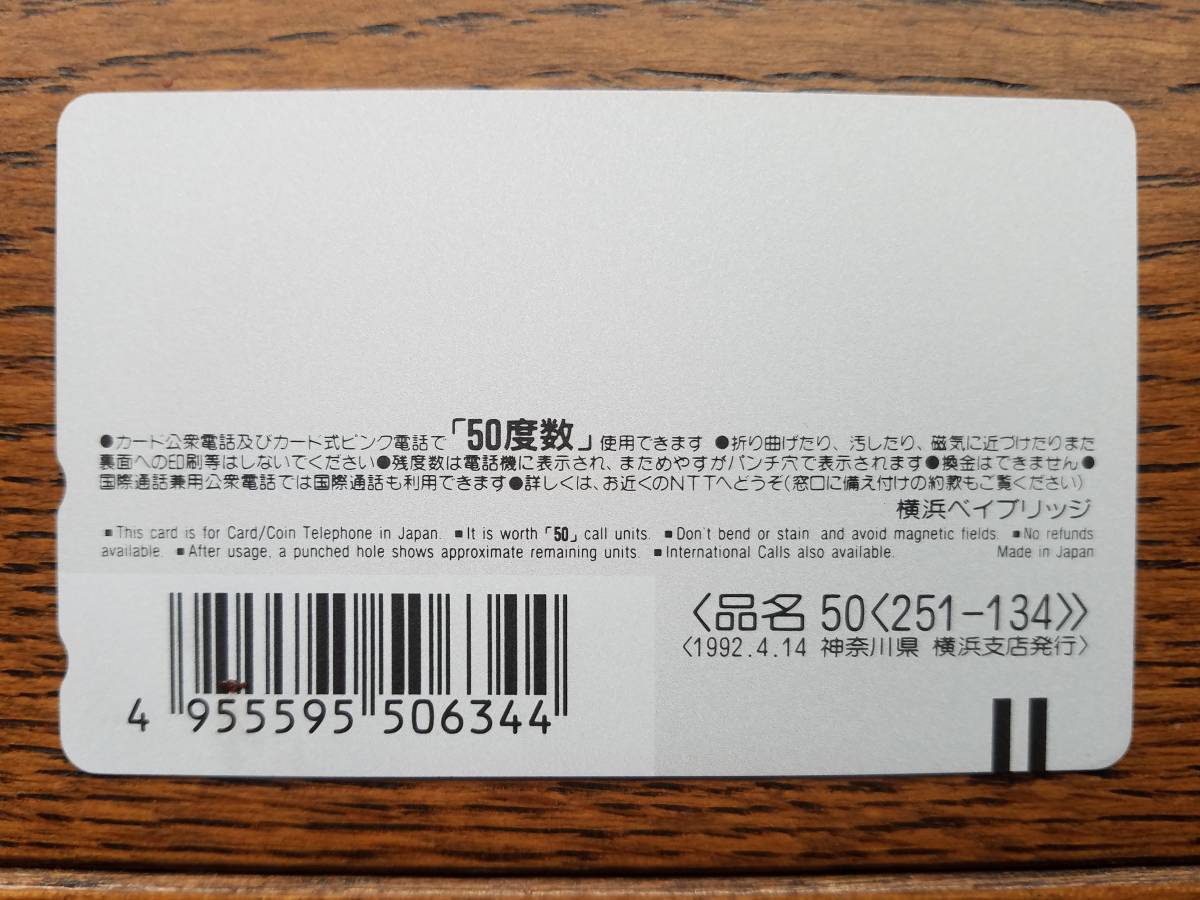 ●カード公衆電話及びカード式ピンク電話で「50度数」使用できます ●折り曲げたり、汚したり、磁気に近づけたりまた
裏面への印刷等はしないでください●残度数は電話機に表示され、まためやすがパンチ穴で表示されます●換金はできません●
国際通話兼用公衆電話では国際通話も利用できます●詳しくは、お近くのNTTへどうぞ(窓口に備え付けの約款もご覧ください)
横浜ベイブリッジ
■This card is for Card/Coin Telephone in Japan. ■It is worth「50」call units. ■Don't bend or stain and avoid magnetic fields. ■No refunds
available. ■After usage, a punched hole shows approximate remaining units. ■International Calls also available. Made in Japan
〈品名 50〈251-134〉〉
〈1992.4.14 神奈川県 横浜支店発行〉
4 955595 506344